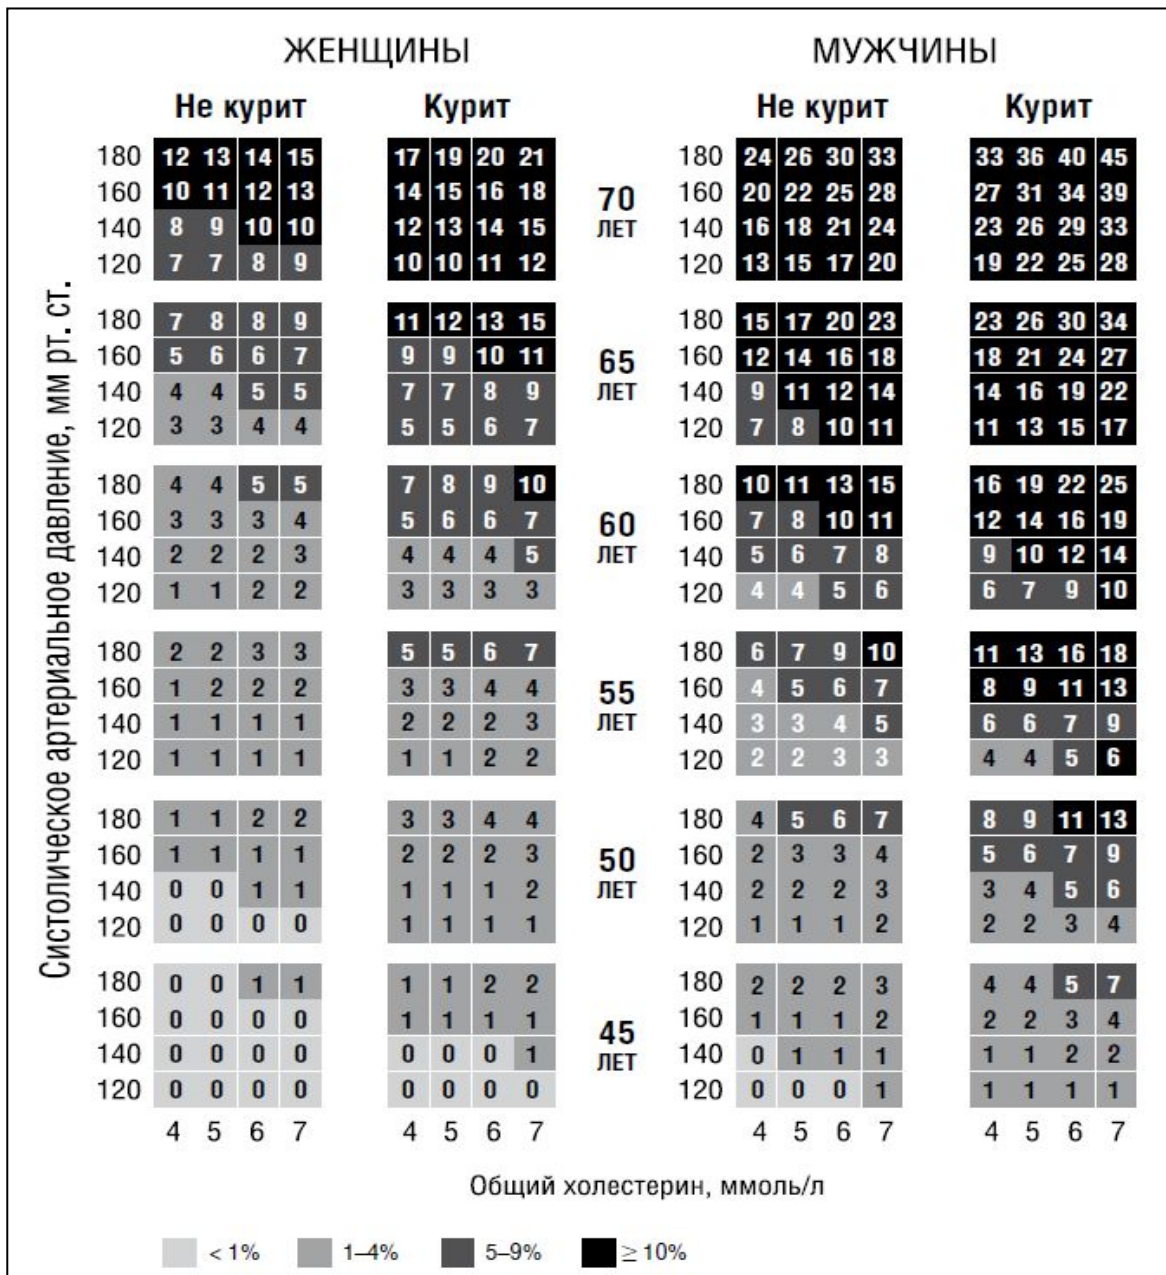 ЖЕНЩИНЫ МУЖЧИНЫ
Не курит Курит Не курит Курит
180 12 13 14 15 17 19 20 21 180 24 26 30 33 33 36 40 45
160 10 11 12 13 14 15 16 18 70 160 20 22 25 28 27 31 34 39
140 8 9 10 10 12 13 14 15 ЛЕТ 140 16 18 21 24 23 26 29 33
120 7 7 8 9 10 10 11 12 120 13 15 17 20 19 22 25 28
180 7 8 8 9 11 12 13 15 180 15 17 20 23 23 26 30 34
160 5 6 6 7 9 9 10 11 65 160 12 14 16 18 18 21 24 27
140 4 4 5 5 7 7 8 9 ЛЕТ 140 9 11 12 14 14 16 19 22
120 3 3 4 4 5 5 6 7 120 7 8 10 11 11 13 15 17
180 4 4 5 5 7 8 9 10 180 10 11 13 15 16 19 22 25
160 3 3 3 4 5 6 6 7 60 160 7 8 10 11 12 14 16 19
140 2 2 2 3 4 4 4 5 ЛЕТ 140 5 6 7 8 9 10 12 14
120 1 1 2 2 3 3 3 3 120 4 4 5 6 6 7 9 10
180 2 2 3 3 5 5 6 7 180 6 7 9 10 11 13 16 18
160 1 2 2 2 3 3 4 4 55 160 4 5 6 7 8 9 11 13
140 1 1 1 1 2 2 2 3 ЛЕТ 140 3 3 4 5 6 6 7 9
120 1 1 1 1 1 1 2 2 120 2 2 3 3 4 4 5 6
180 1 1 2 2 3 3 4 4 180 4 5 6 7 8 9 11 13
160 1 1 1 1 2 2 2 3 50 160 2 3 3 4 5 6 7 9
140 0 0 1 1 1 1 1 2 ЛЕТ 140 2 2 2 3 3 4 5 6
120 0 0 0 0 1 1 1 1 120 1 1 1 2 2 2 3 4
180 0 0 1 1 1 1 2 2 180 2 2 2 3 4 4 5 7
160 0 0 0 0 1 1 1 1 45 160 1 1 1 2 2 2 3 4
140 0 0 0 0 0 0 0 1 ЛЕТ 140 0 1 1 1 1 1 2 2
120 0 0 0 0 0 0 0 0 120 0 0 0 1 1 1 1 1
4 5 6 7 4 5 6 7 4 5 6 7 4 5 6 7
Систолическое артериальное давление, мм рт. ст.
Общий холестерин, ммоль/л
< 1% 1–4% 5–9% ≥ 10%